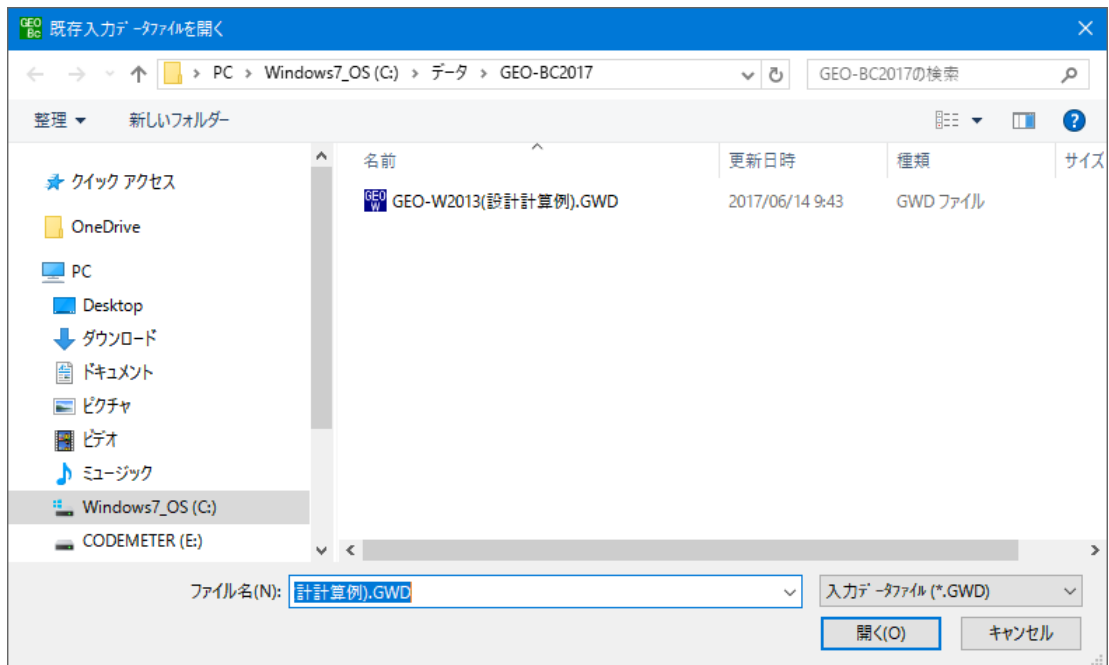 GEO Bc 既存入力ﾃﾞｰﾀﾌｧｲﾙを開く
PC > Windows7_OS (C:) > データ > GEO-BC2017
GEO-BC2017の検索
整理 新しいフォルダー
名前 更新日時 種類 サイズ
クイック アクセス
GEO W GEO-W2013(設計計算例).GWD 2017/06/14 9:43 GWD ファイル
OneDrive
PC
Desktop
ダウンロード
ドキュメント
ピクチャ
ビデオ
ミュージック
Windows7_OS (C:)
CODEMETER (E:)
ファイル名(N): 計計算例).GWD 入力ﾃﾞｰﾀﾌｧｲﾙ (*.GWD)
開く(O) キャンセル